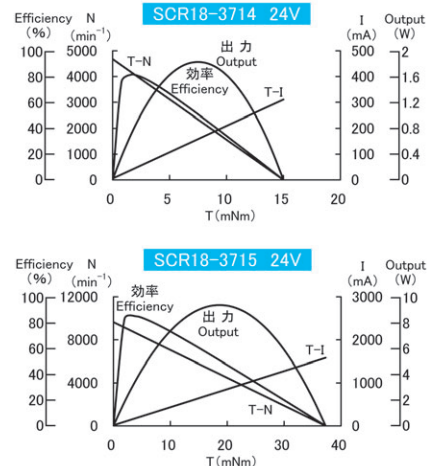 SCR18-3714 24V
Efficiency N I Output
(%) (min⁻¹) (mA) (W)
100 5000 500 2
80 4000 400 1.6
60 3000 300 1.2
40 2000 200 0.8
20 1000 100 0.4
0 0 0 0
T-N
出力
Output
効率
Efficiency
T-I
0 5 10 15 20
T(mNm)
SCR18-3715 24V
Efficiency N I Output
(%) (min⁻¹) (mA) (W)
100 12000 3000 10
80 8
8000 2000
60 6
40 4
4000 1000
20 2
0 0 0 0
効率
Efficiency
出力
Output
T-I
T-N
0 10 20 30 40
T(mNm)